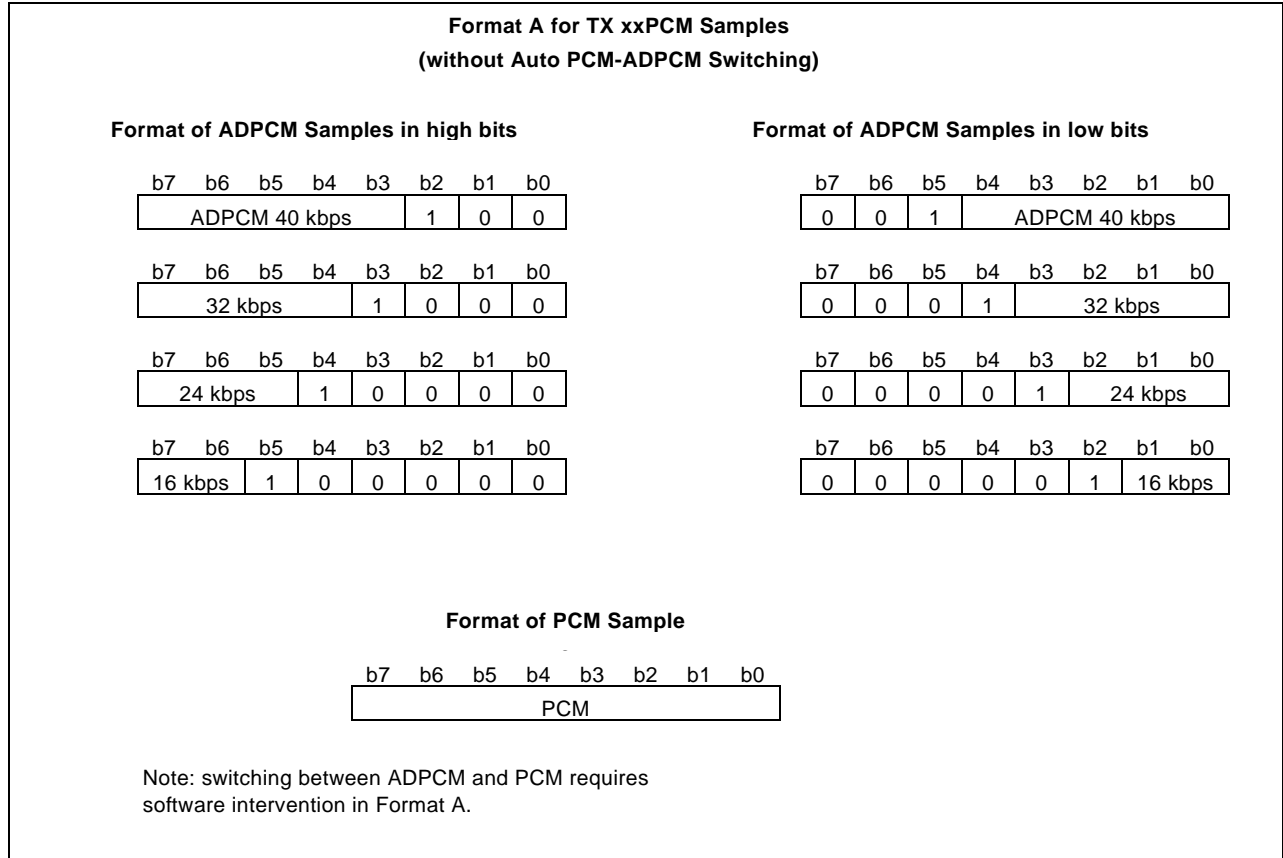 Format A for TX xxPCM Samples
(without Auto PCM-ADPCM Switching)
Format of ADPCM Samples in high bits
b7 b6 b5 b4 b3 b2 b1 b0
ADPCM 40 kbps 1 0 0
b7 b6 b5 b4 b3 b2 b1 b0
32 kbps 1 0 0 0
b7 b6 b5 b4 b3 b2 b1 b0
24 kbps 1 0 0 0 0
b7 b6 b5 b4 b3 b2 b1 b0
16 kbps 1 0 0 0 0 0
Format of ADPCM Samples in low bits
b7 b6 b5 b4 b3 b2 b1 b0
0 0 1 ADPCM 40 kbps
b7 b6 b5 b4 b3 b2 b1 b0
0 0 0 1 32 kbps
b7 b6 b5 b4 b3 b2 b1 b0
0 0 0 0 1 24 kbps
b7 b6 b5 b4 b3 b2 b1 b0
0 0 0 0 0 1 16 kbps
Format of PCM Sample
b7 b6 b5 b4 b3 b2 b1 b0
PCM
Note: switching between ADPCM and PCM requires
software intervention in Format A.